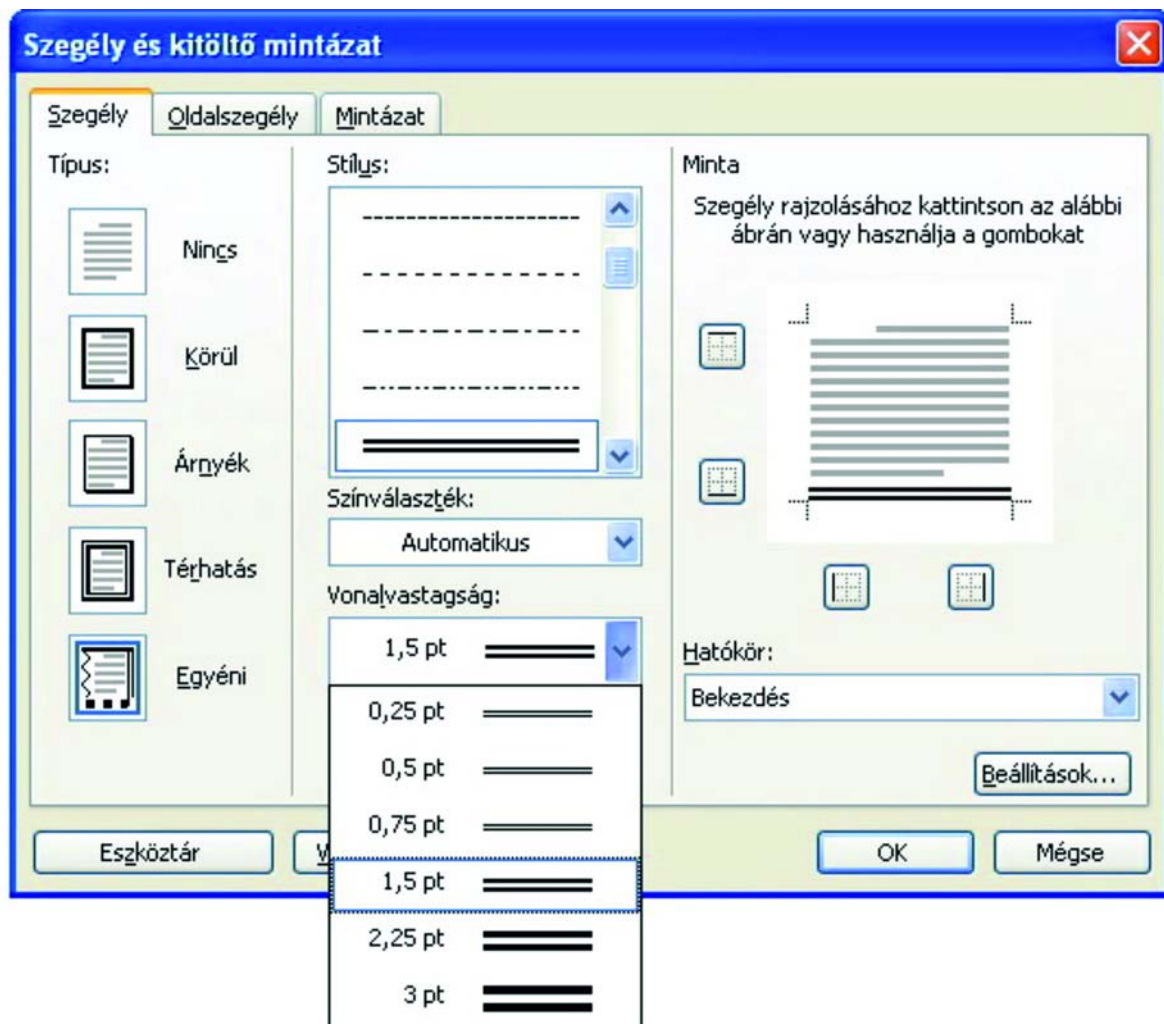 Szegély és kitöltő mintázat
Szegély
Oldalszegély
Mintázat
Típus:
Nincs
Körül
Árnyék
Térhatás
Egyéni
Stílus:
Színválaszték:
Automatikus
Vonalvastagság:
1,5 pt
0,25 pt
0,5 pt
0,75 pt
1,5 pt
2,25 pt
3 pt
Minta
Szegély rajzolásához kattintson az alábbi
ábrán vagy használja a gombokat
Hatókör:
Bekezdés
Beállítások...
Eszköztár
OK
Mégse